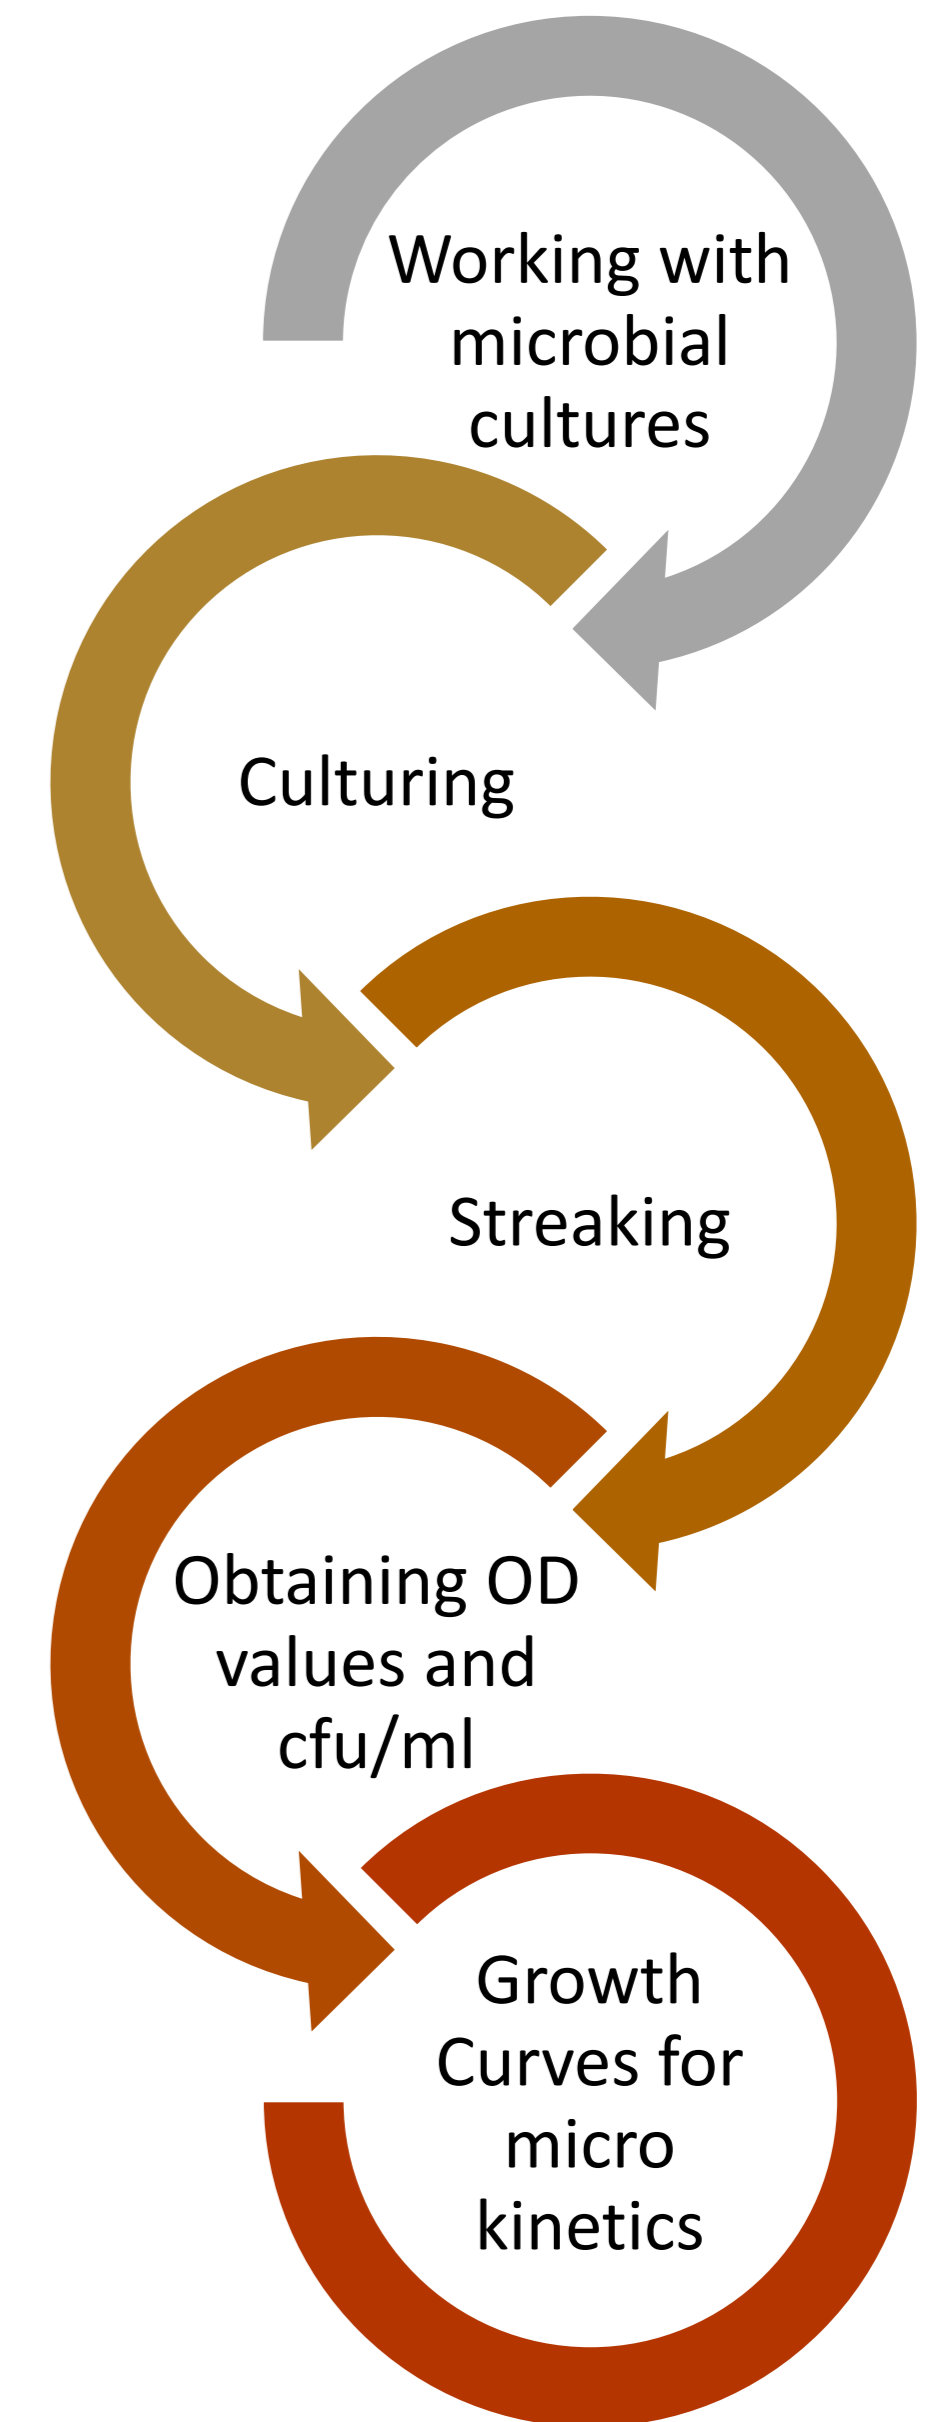 Working with
microbial
cultures
Culturing
Streaking
Obtaining OD
values and
cfu/ml
Growth
Curves for
micro
kinetics